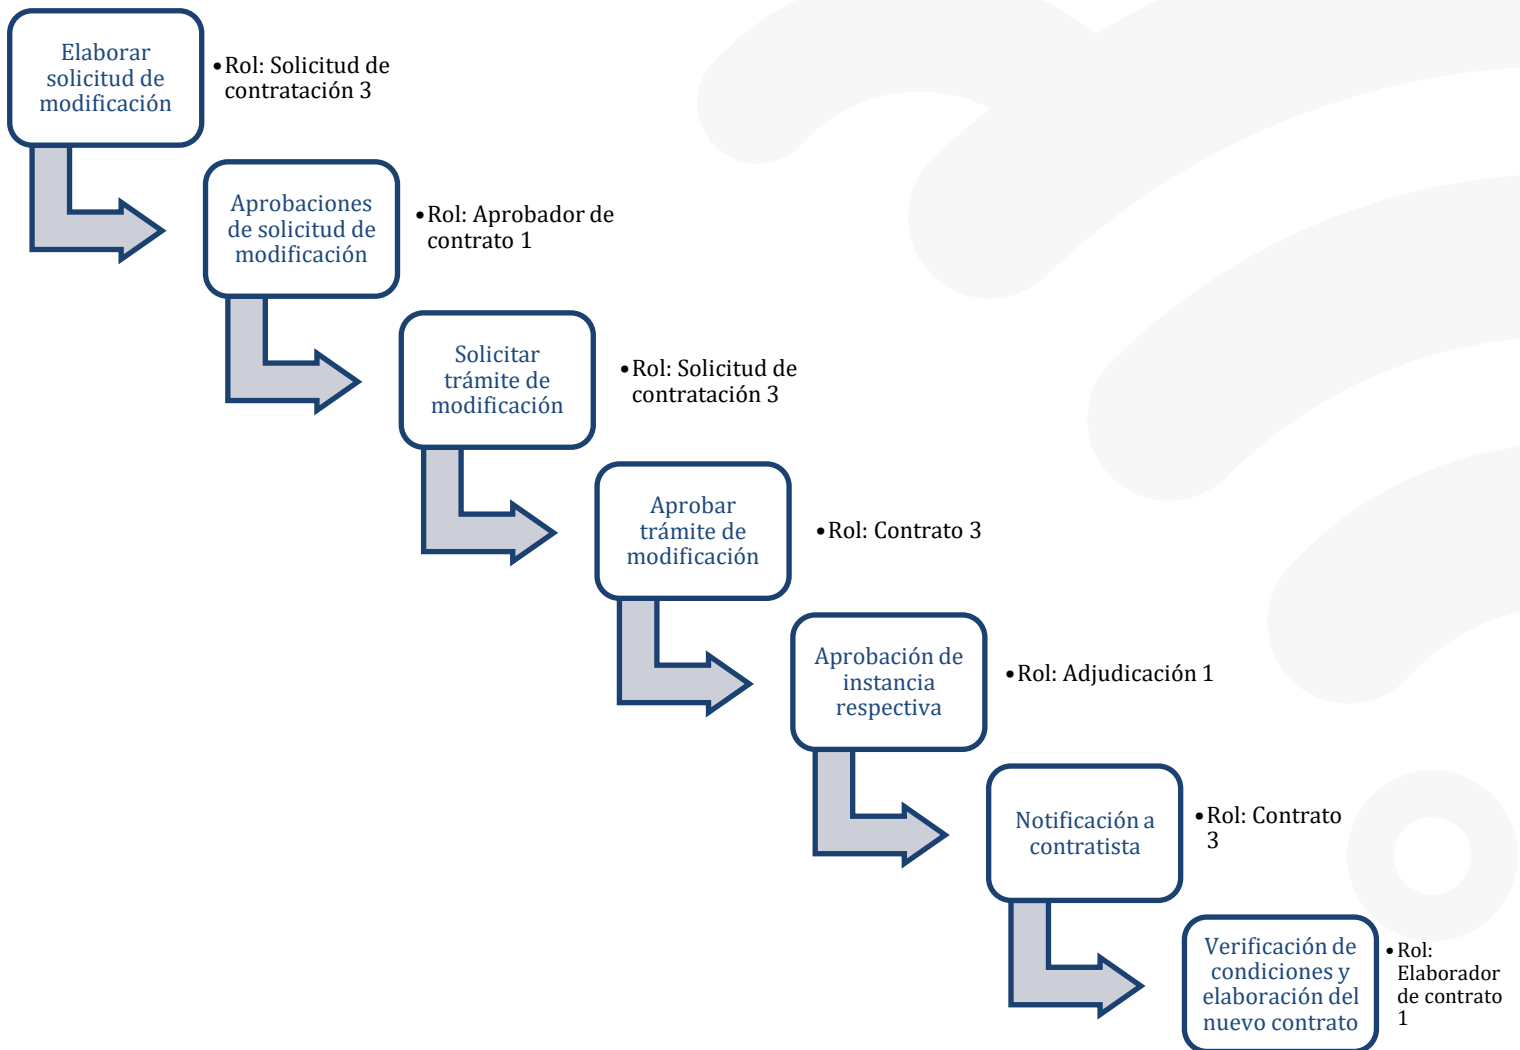 Elaborar
solicitud de
modificación
•Rol: Solicitud de
contratación 3
Aprobaciones
de solicitud de
modificación
•Rol: Aprobador de
contrato 1
Solicitar
trámite de
modificación
•Rol: Solicitud de
contratación 3
Aprobar
trámite de
modificación
•Rol: Contrato 3
Aprobación de
instancia
respectiva
•Rol: Adjudicación 1
Notificación a
contratista
•Rol: Contrato
3
Verificación de
condiciones y
elaboración del
nuevo contrato
•Rol:
Elaborador
de contrato
1